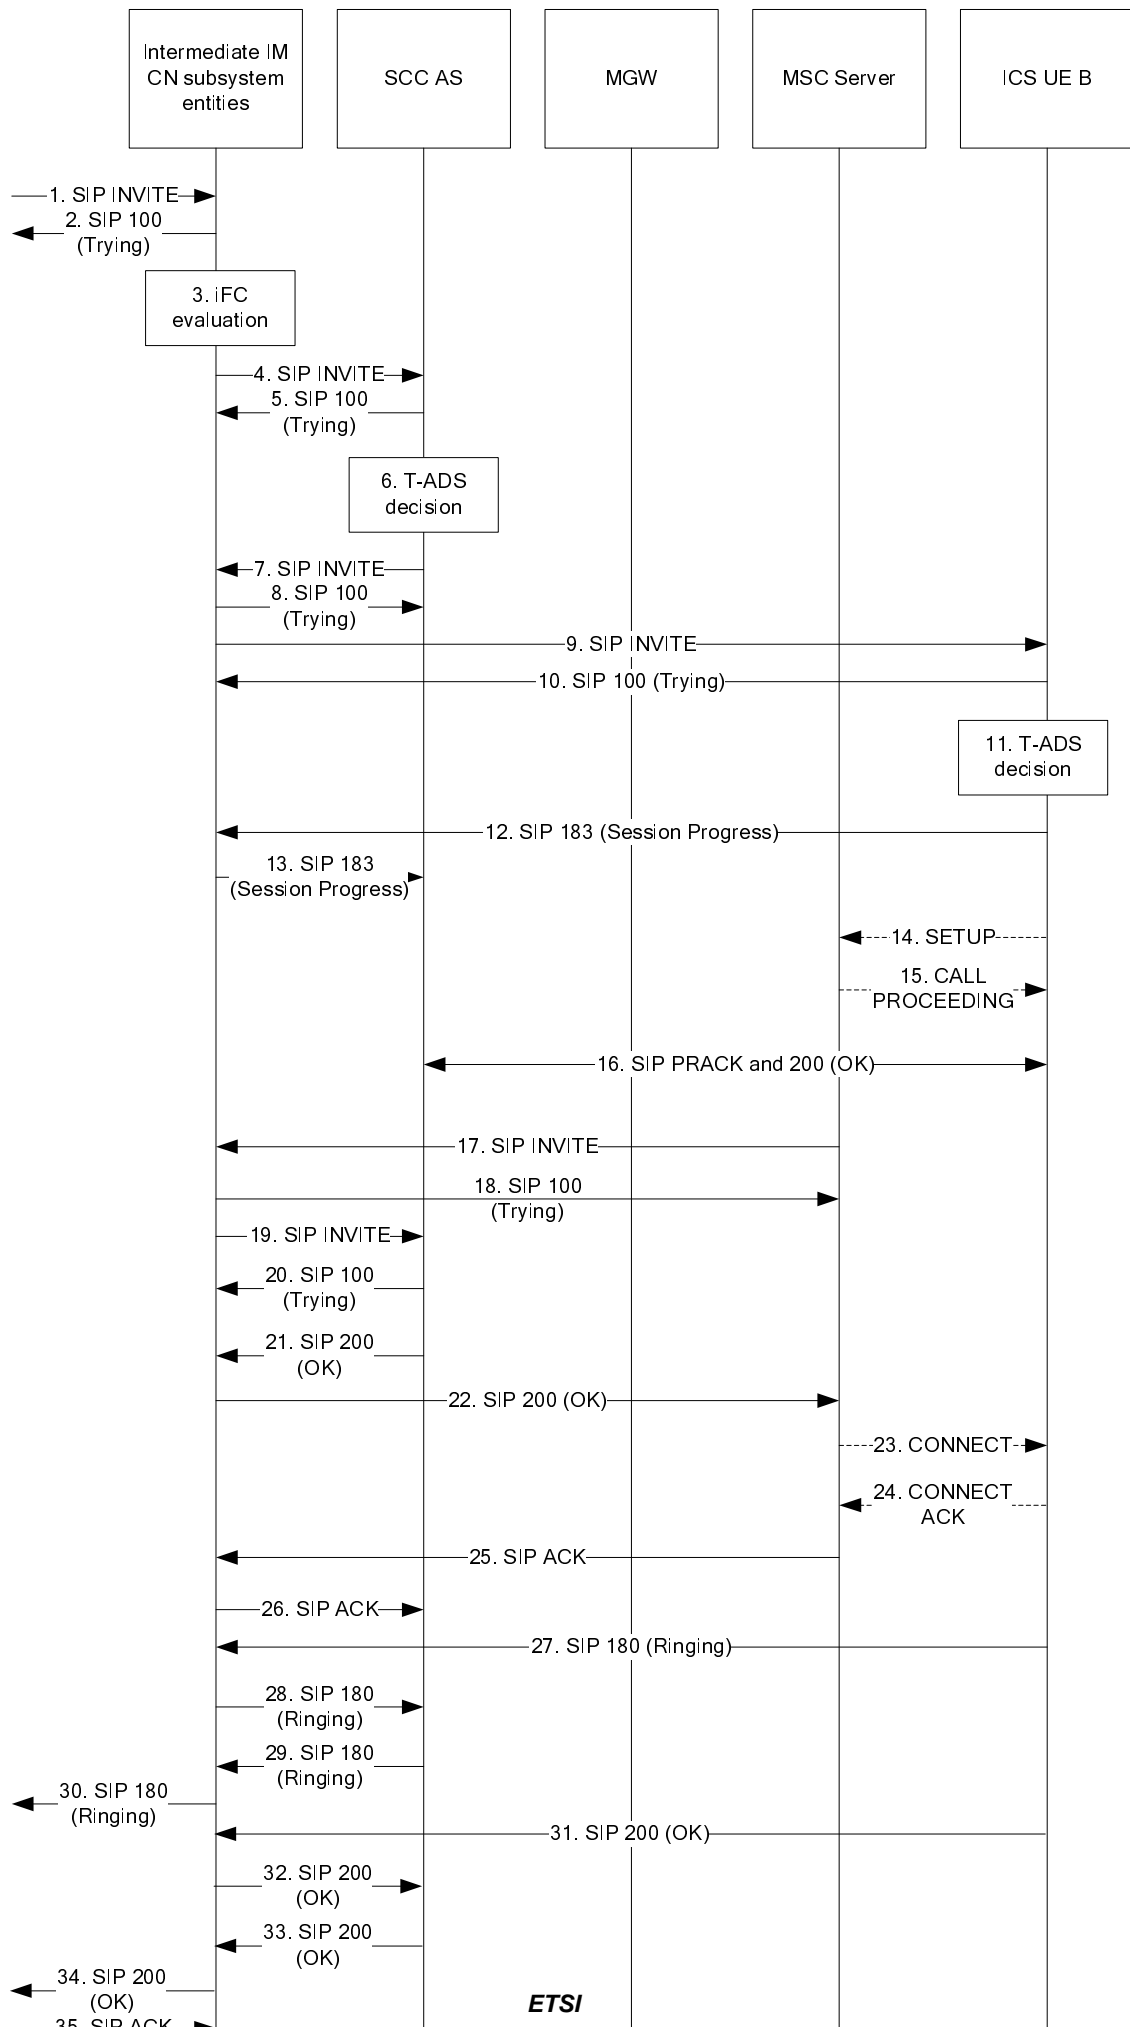 Intermediate IM
CN subsystem
entities
SCC AS
MGW
MSC Server
ICS UE B
1. SIP INVITE
2. SIP 100
(Trying)
3. iFC
evaluation
4. SIP INVITE
5. SIP 100
(Trying)
6. T-ADS
decision
7. SIP INVITE
8. SIP 100
(Trying)
9. SIP INVITE
10. SIP 100 (Trying)
11. T-ADS
decision
12. SIP 183 (Session Progress)
13. SIP 183
(Session Progress)
14. SETUP
15. CALL
PROCEEDING
16. SIP PRACK and 200 (OK)
17. SIP INVITE
18. SIP 100
(Trying)
19. SIP INVITE
20. SIP 100
(Trying)
21. SIP 200
(OK)
22. SIP 200 (OK)
23. CONNECT
24. CONNECT
ACK
25. SIP ACK
26. SIP ACK
27. SIP 180 (Ringing)
28. SIP 180
(Ringing)
29. SIP 180
(Ringing)
30. SIP 180
(Ringing)
31. SIP 200 (OK)
32. SIP 200
(OK)
33. SIP 200
(OK)
34. SIP 200
(OK)
ETSI
35. SIP ACK